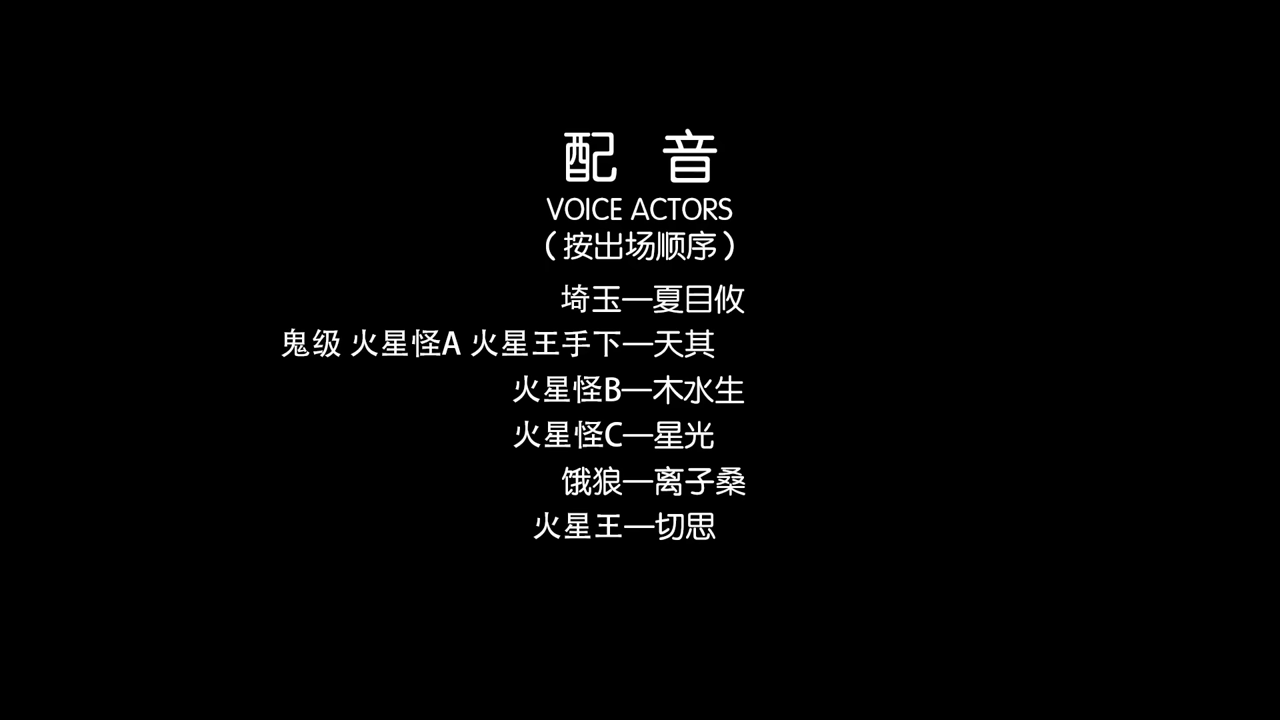 配 音
VOICE ACTORS
（按出场顺序）
埼玉—夏目攸
鬼级 火星怪A 火星王手下—天其
火星怪B—木水生
火星怪C—星光
饿狼—离子桑
火星王—切思